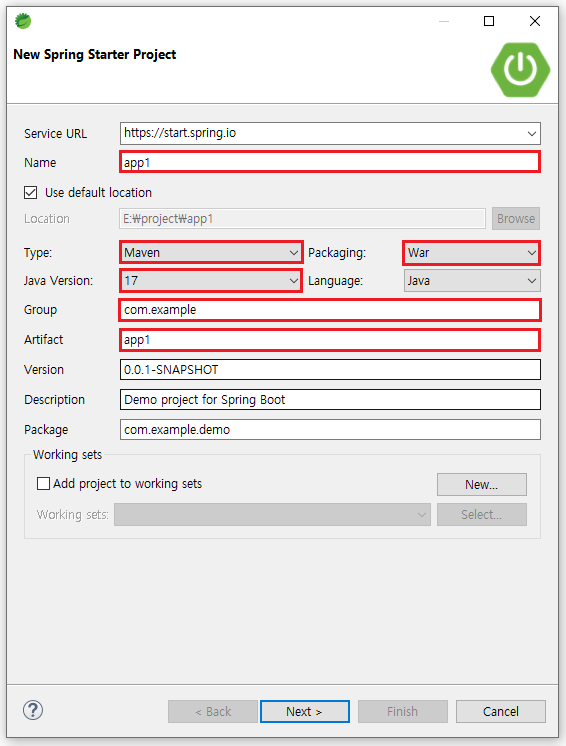 New Spring Starter Project
Service URL https://start.spring.io
Name app1
Use default location
Location E:₩project₩app1 Browse
Type: Maven Packaging: War
Java Version: 17 Language: Java
Group com.example
Artifact app1
Version 0.0.1-SNAPSHOT
Description Demo project for Spring Boot
Package com.example.demo
Working sets
Add project to working sets New...
Working sets: Select...
? < Back Next > Finish Cancel